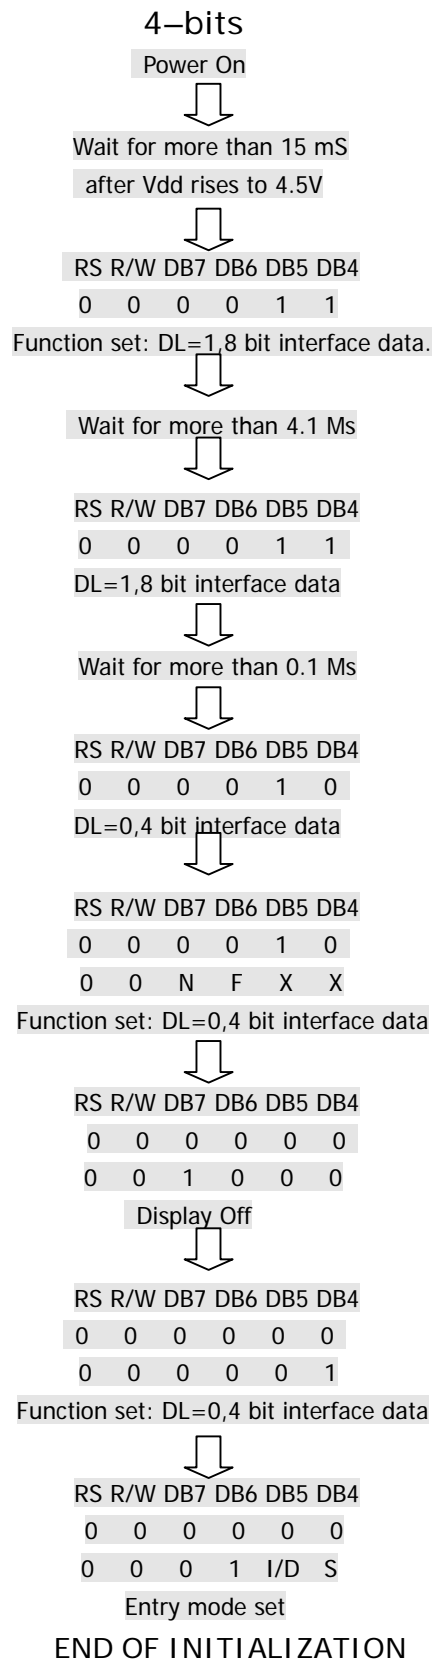 4–bits
Power On
Wait for more than 15 mS
after Vdd rises to 4.5V
RS R/W DB7 DB6 DB5 DB4
0 0 0 0 1 1
Function set: DL=1,8 bit interface data.
Wait for more than 4.1 Ms
RS R/W DB7 DB6 DB5 DB4
0 0 0 0 1 1
DL=1,8 bit interface data
Wait for more than 0.1 Ms
RS R/W DB7 DB6 DB5 DB4
0 0 0 0 1 0
DL=0,4 bit interface data
RS R/W DB7 DB6 DB5 DB4
0 0 0 0 1 0
0 0 N F X X
Function set: DL=0,4 bit interface data
RS R/W DB7 DB6 DB5 DB4
0 0 0 0 0 0
0 0 1 0 0 0
Display Off
RS R/W DB7 DB6 DB5 DB4
0 0 0 0 0 0
0 0 0 0 0 1
Function set: DL=0,4 bit interface data
RS R/W DB7 DB6 DB5 DB4
0 0 0 0 0 0
0 0 0 1 I/D S
Entry mode set
END OF INITIALIZATION